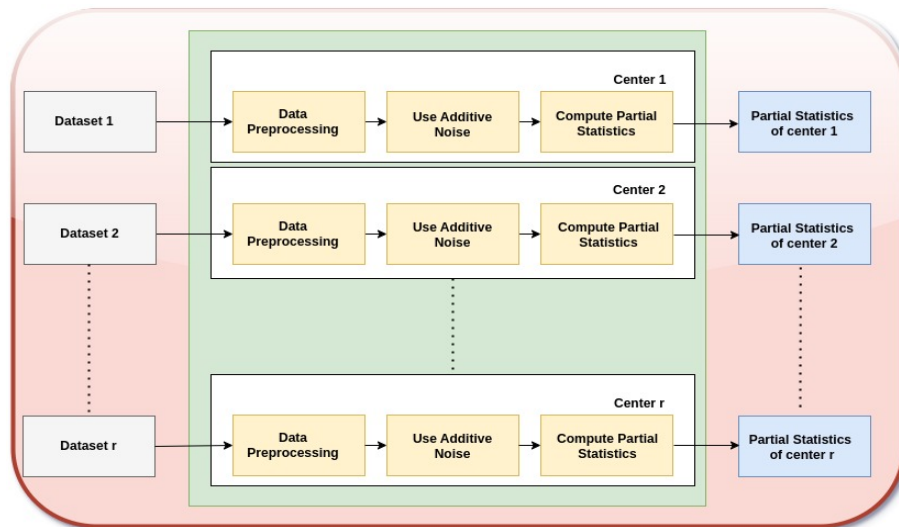 Center 1
Dataset 1
Data
Preprocessing
Use Additive
Noise
Compute Partial
Statistics
Partial Statistics
of center 1
Center 2
Dataset 2
Data
Preprocessing
Use Additive
Noise
Compute Partial
Statistics
Partial Statistics
of center 2
Center r
Dataset r
Data
Preprocessing
Use Additive
Noise
Compute Partial
Statistics
Partial Statistics
of center r